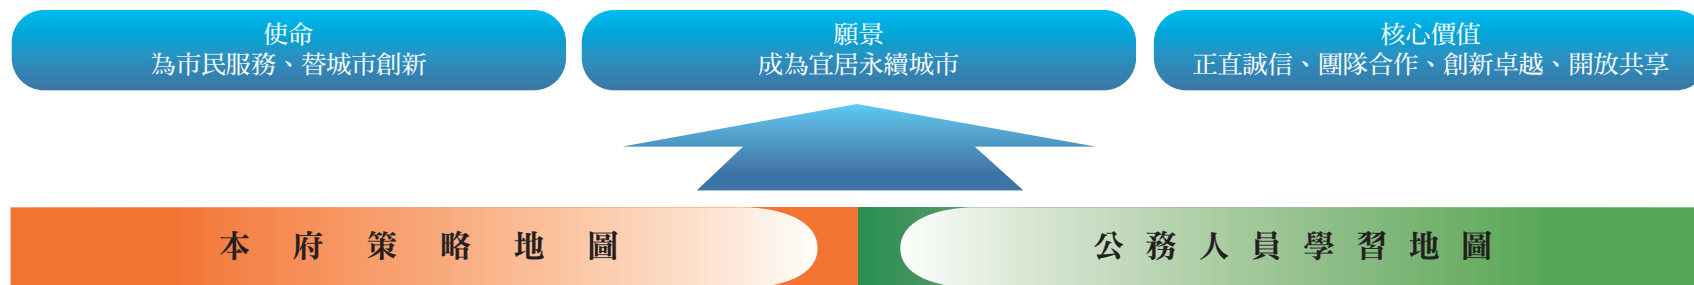 使命
為市民服務、替城市創新
願景
成為宜居永續城市
核心價值
正直誠信、團隊合作、創新卓越、開放共享
本府策略地圖
公務人員學習地圖